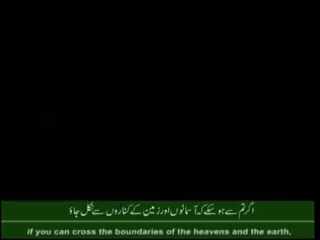 اگر تم سے ہو سکے کہ آسمانوں اور زمین کے کناروں سے نکل جاؤ
if you can cross the boundaries of the heavens and the earth,